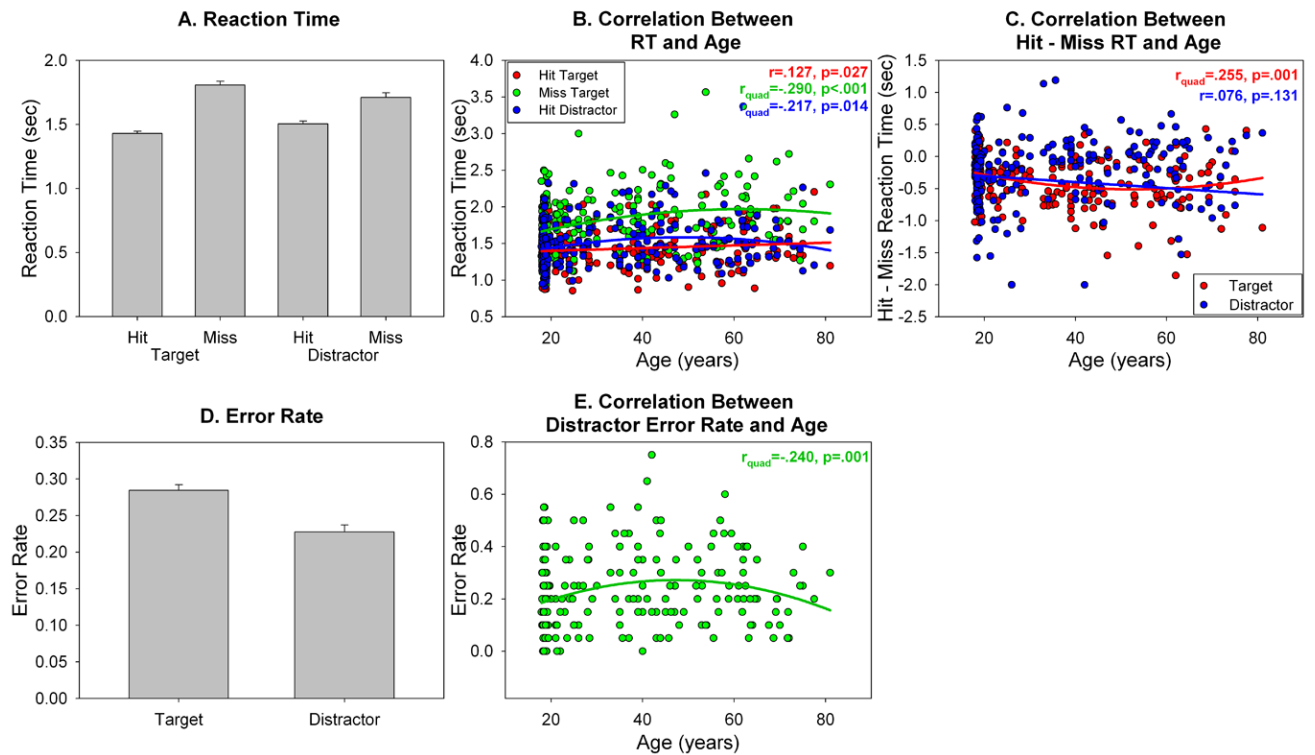 A. Reaction Time
Reaction Time (sec)
2.0
1.5
1.0
0.5
0.0
Hit Miss Hit Miss
Target Distractor
B. Correlation Between
RT and Age
Reaction Time (sec)
4.0
3.5
3.0
2.5
2.0
1.5
1.0
0.5
Hit Target
Miss Target
Hit Distractor
r=.127, p=.027
rquad=-.290, p<.001
rquad=-.217, p=.014
20 40 60 80
Age (years)
C. Correlation Between
Hit - Miss RT and Age
Hit - Miss Reaction Time (sec)
1.5
1.0
0.5
0.0
-0.5
-1.0
-1.5
-2.0
-2.5
rquad=.255, p=.001
r=.076, p=.131
Target
Distractor
20 40 60 80
Age (years)
D. Error Rate
Error Rate
0.35
0.30
0.25
0.20
0.15
0.10
0.05
0.00
Target Distractor
E. Correlation Between
Distractor Error Rate and Age
Error Rate
0.8
0.6
0.4
0.2
0.0
rquad=-.240, p=.001
20 40 60 80
Age (years)